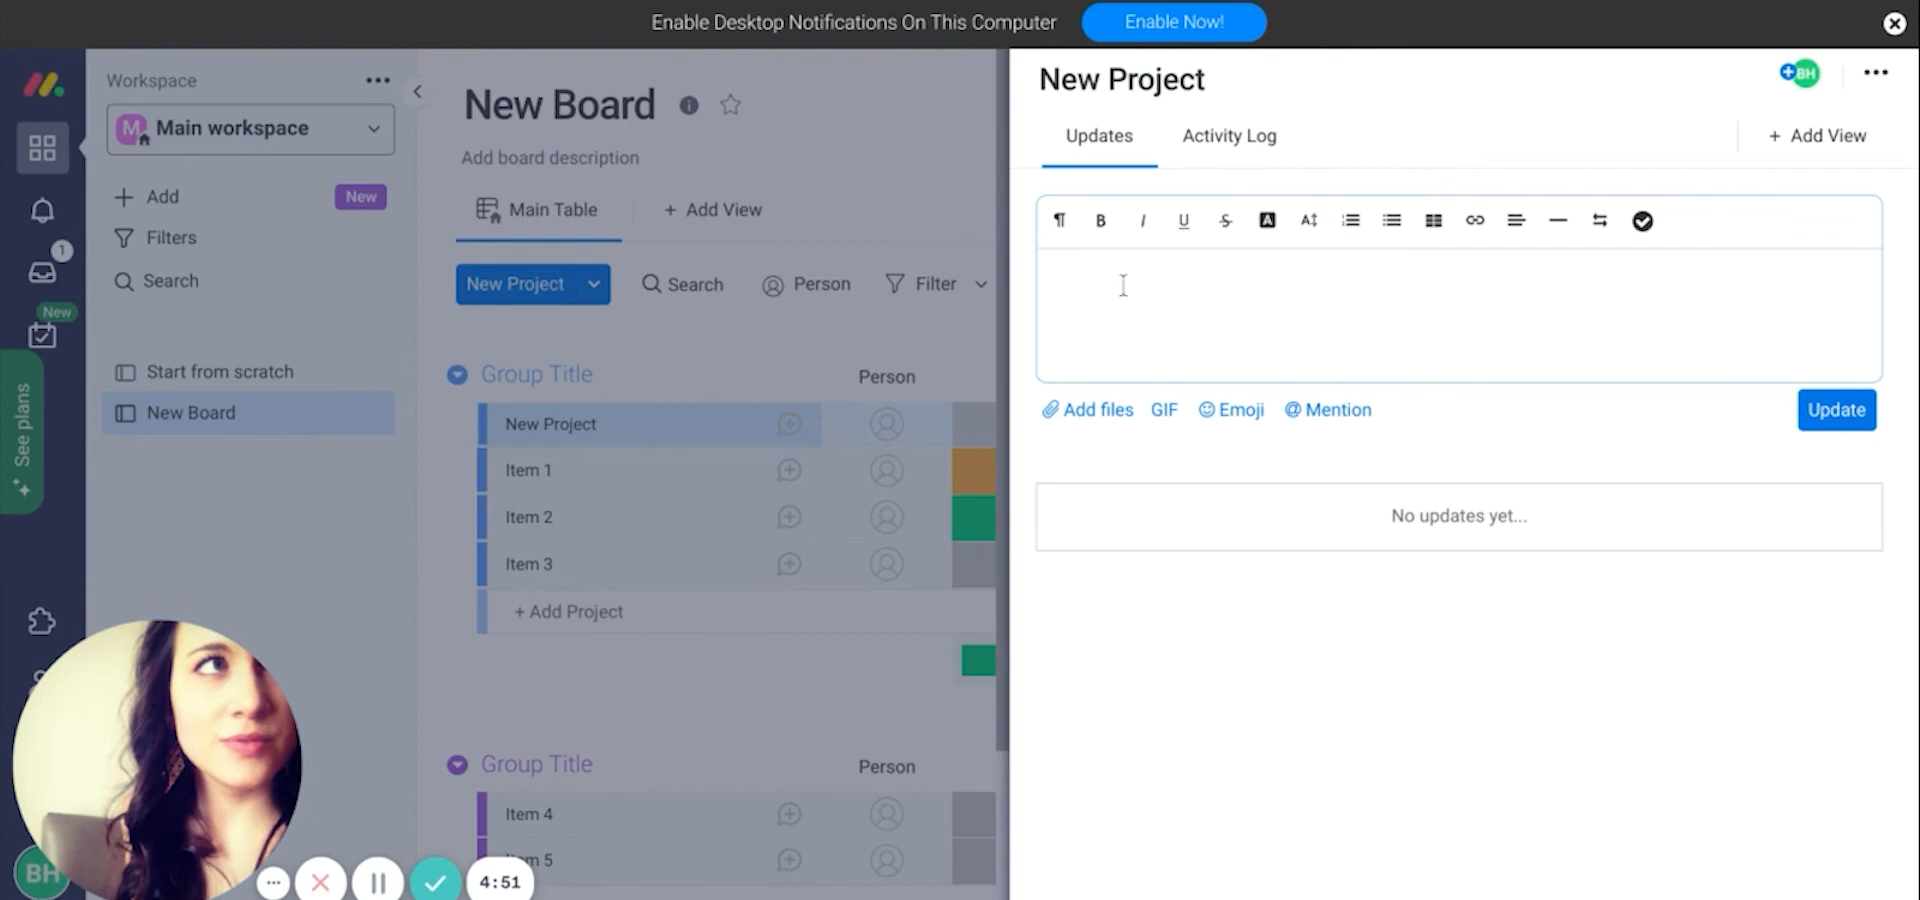 Enable Desktop Notifications On This Computer
Enable Now!
Workspace
M Main workspace
Add
New
Filters
Search
1
New
See plans
Start from scratch
New Board
New Board
Add board description
Main Table
+ Add View
New Project
Search
Person
Filter
Group Title
Person
New Project
Item 1
Item 2
Item 3
+ Add Project
Group Title
Person
Item 4
BH
4:51
New Project
BH
Updates
Activity Log
+ Add View
B I U S A
Add files
GIF
Emoji
@ Mention
Update
No updates yet...